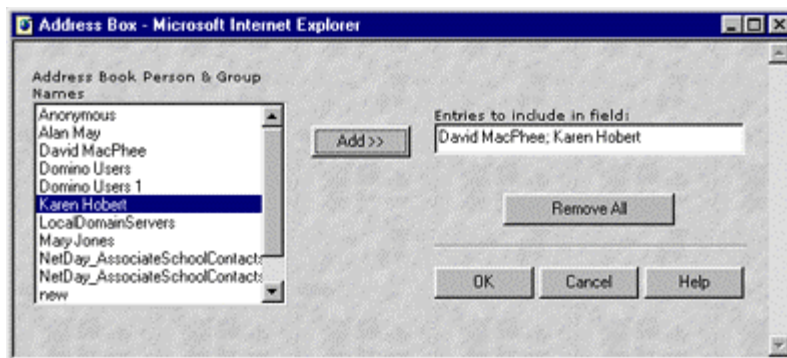 Address Box - Microsoft Internet Explorer
Address Book Person & Group
Names
Anonymous
Alan May
David MacPhee
Domino Users
Domino Users 1
Karen Hobert
LocalDomainServers
Mary Jones
NetDay_AssociateSchoolContacts
NetDay_AssociateSchoolContacts
new
Add >>
Entries to include in field:
David MacPhee; Karen Hobert
Remove All
OK
Cancel
Help